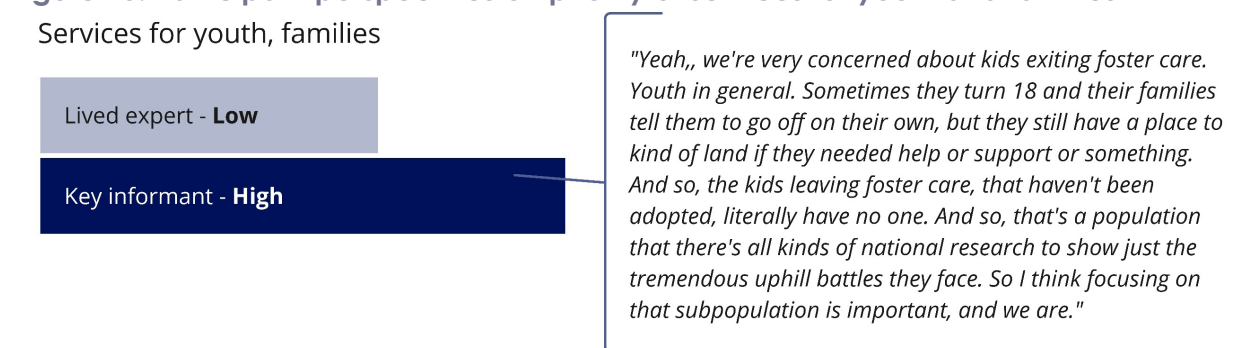 Services for youth, families
Lived expert - Low
Key informant - High
"Yeah,, we're very concerned about kids exiting foster care.
Youth in general. Sometimes they turn 18 and their families
tell them to go off on their own, but they still have a place to
kind of land if they needed help or support or something.
And so, the kids leaving foster care, that haven't been
adopted, literally have no one. And so, that's a population
that there's all kinds of national research to show just the
tremendous uphill battles they face. So I think focusing on
that subpopulation is important, and we are."